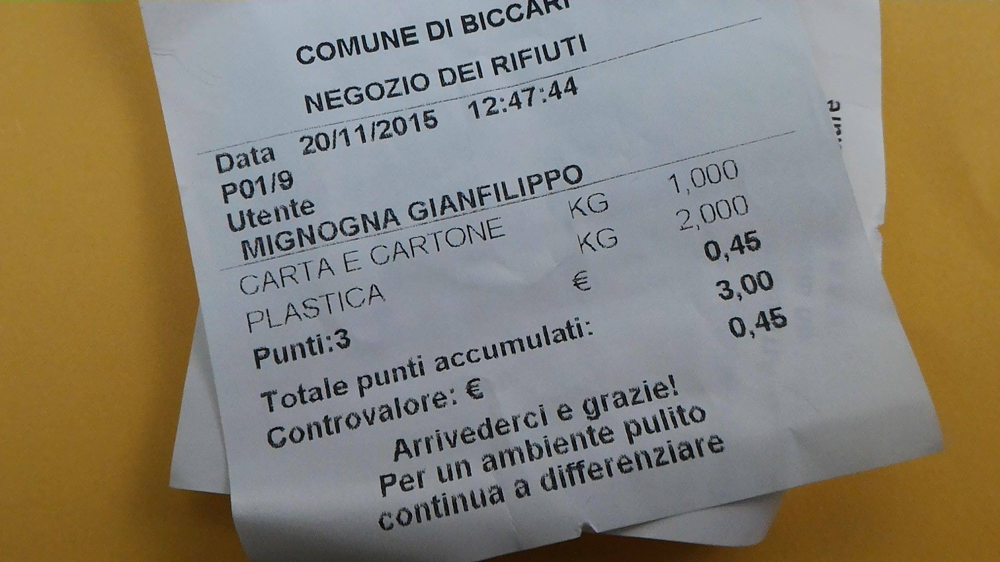 COMUNE DI BICCARI
NEGOZIO DEI RIFIUTI
Data 20/11/2015 12:47:44
P01/9
Utente
MIGNOGNA GIANFILIPPO
CARTA E CARTONE KG 1,000
PLASTICA KG 2,000
Punti:3 € 0,45
Totale punti accumulati: 3,00
Controvalore: € 0,45
Arrivederci e grazie!
Per un ambiente pulito
continua a differenziare